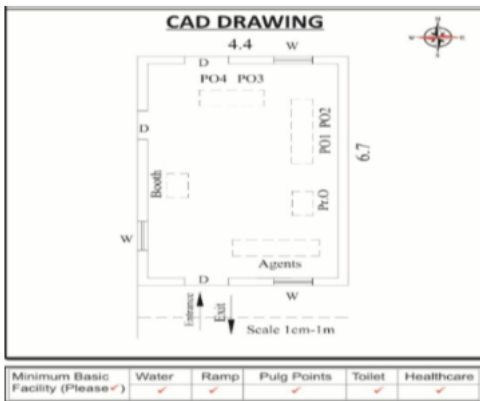 CAD DRAWING
4.4
W
D
PO4 PO3
D
PO1 PO2
6.7
Booth
Pr.O
W
Agents
D
W
Entrance
Exit
Scale 1cm-1m
Minimum Basic Facility (Please✓) Water Ramp Pulg Points Toilet Healthcare
✓ ✓ ✓ ✓ ✓